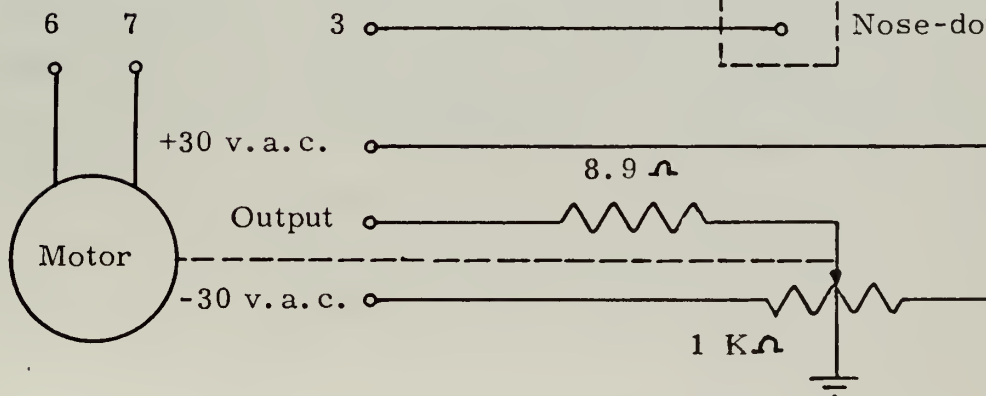 6 7 3 Nose-do
+30 v.a.c.
8.9 Ω
Output
Motor
-30 v.a.c.
1 KΩ